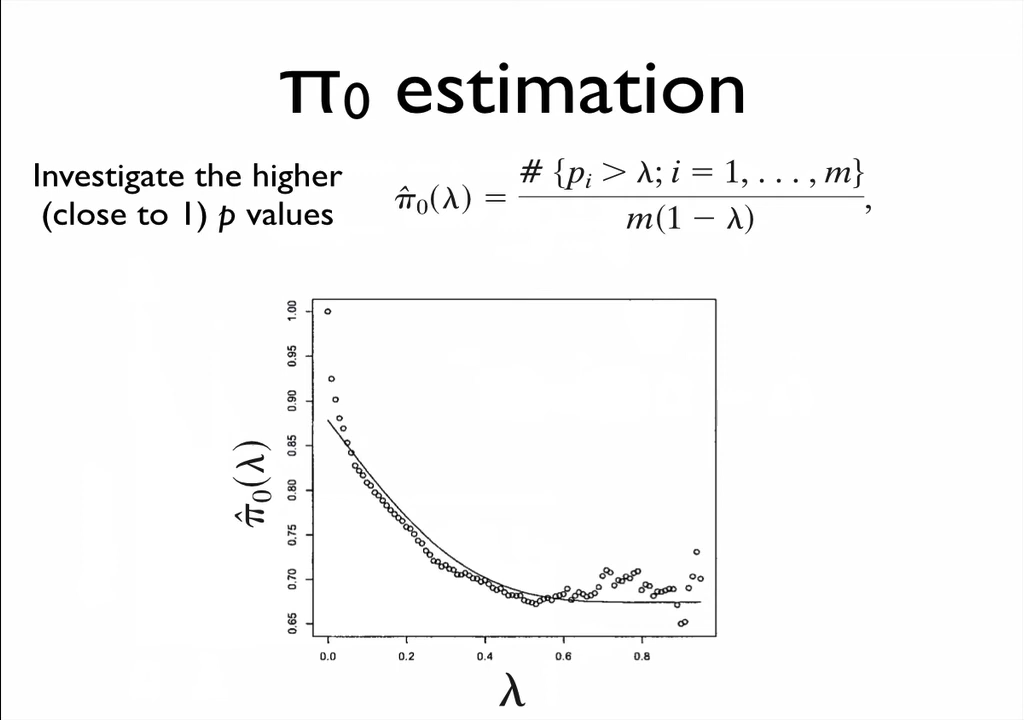 π₀ estimation
Investigate the higher
(close to 1) p values
π̂₀(λ) = # {pᵢ > λ; i = 1, . . . , m} / m(1 − λ),
1.00
0.95
0.90
0.85
0.80
0.75
0.70
0.65
π̂₀(λ)
0.0 0.2 0.4 0.6 0.8
λ